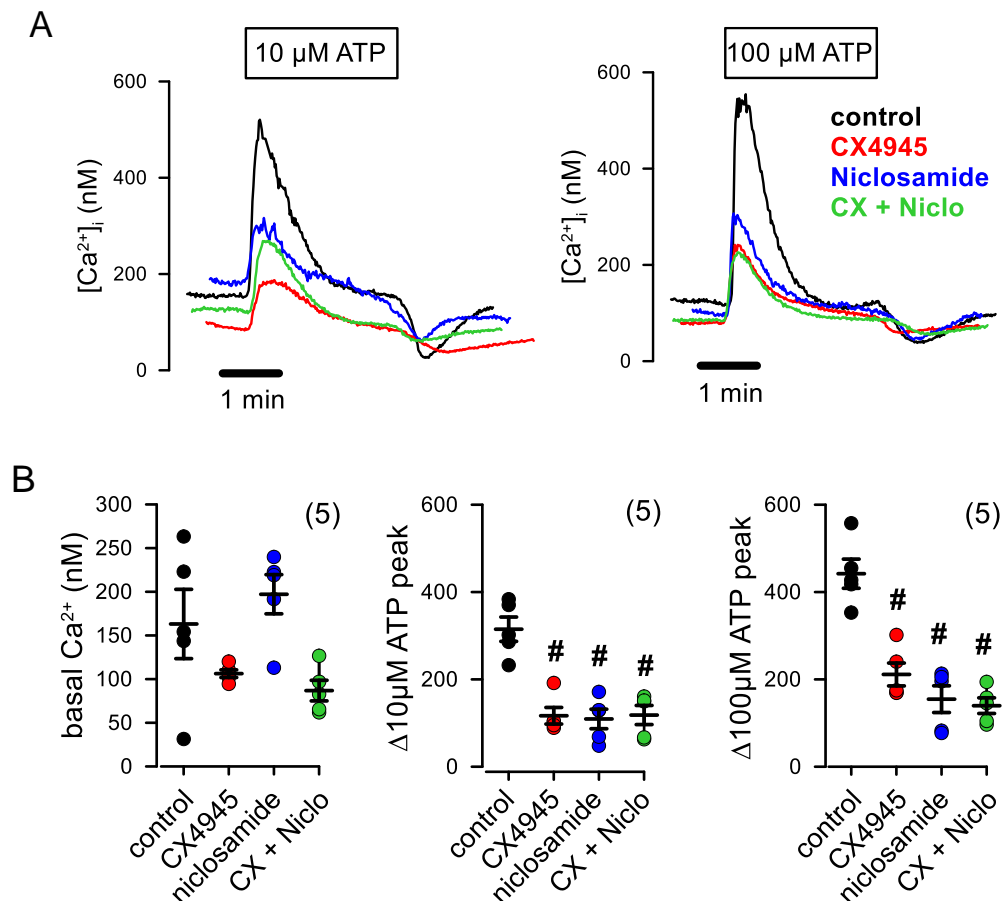 A
10 µM ATP
600
400
200
0
[Ca²⁺]ᵢ (nM)
1 min
100 µM ATP
600
400
200
0
[Ca²⁺]ᵢ (nM)
1 min
control
CX4945
Niclosamide
CX + Niclo
B
300
250
200
150
100
50
0
basal Ca²⁺ (nM)
(5)
control
CX4945
niclosamide
CX + Niclo
600
400
200
0
Δ10µM ATP peak
(5)
# # #
control
CX4945
niclosamide
CX + Niclo
600
400
200
0
Δ100µM ATP peak
(5)
# # #
control
CX4945
niclosamide
CX + Niclo